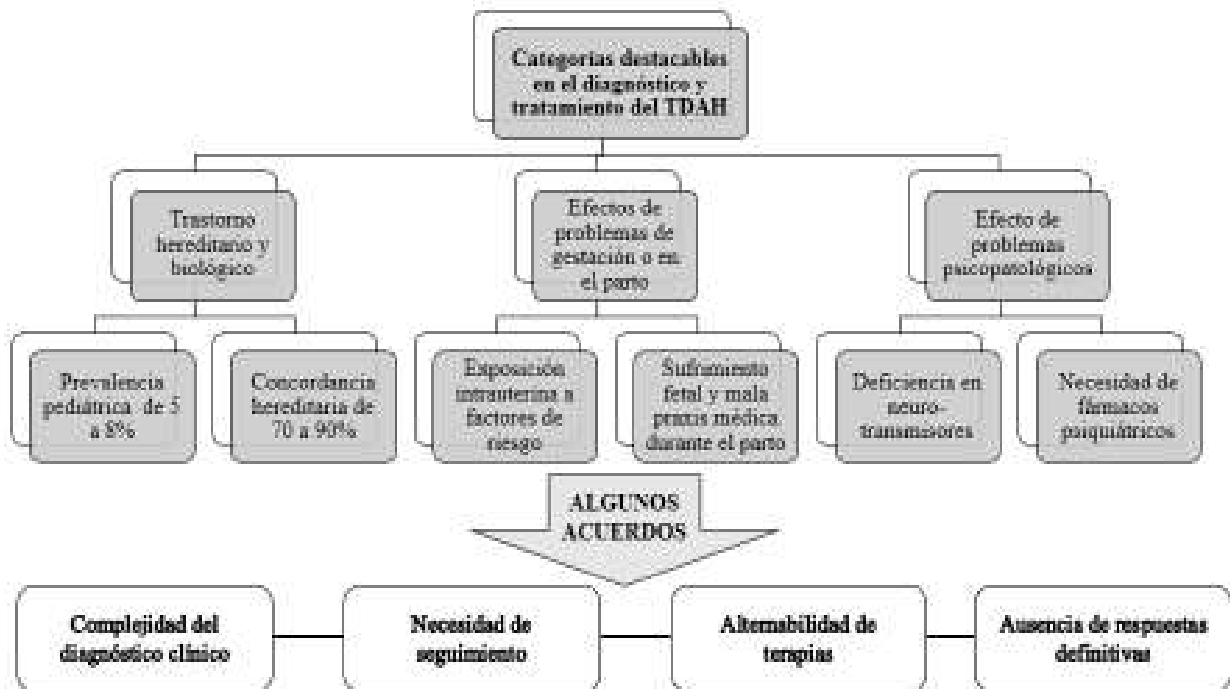 Categorías destacables
en el diagnóstico y
tratamiento del TDAH
Trastorno
hereditario y
biológico
Efectos de
problemas de
gestación o en
el parto
Efecto de
problemas
psicopatológicos
Prevalencia
pediátrica de 5
a 8%
Concordancia
hereditaria de
70 a 90%
Exposición
intrauterina a
factores de
riesgo
Sufrimiento
fetal y mala
praxis médica
durante el parto
Deficiencia en
neuro-
transmisores
Necesidad de
fármacos
psiquiátricos
ALGUNOS
ACUERDOS
Complejidad del
diagnóstico clínico
Necesidad de
seguimiento
Alternabilidad de
terapias
Ausencia de respuestas
definitivas